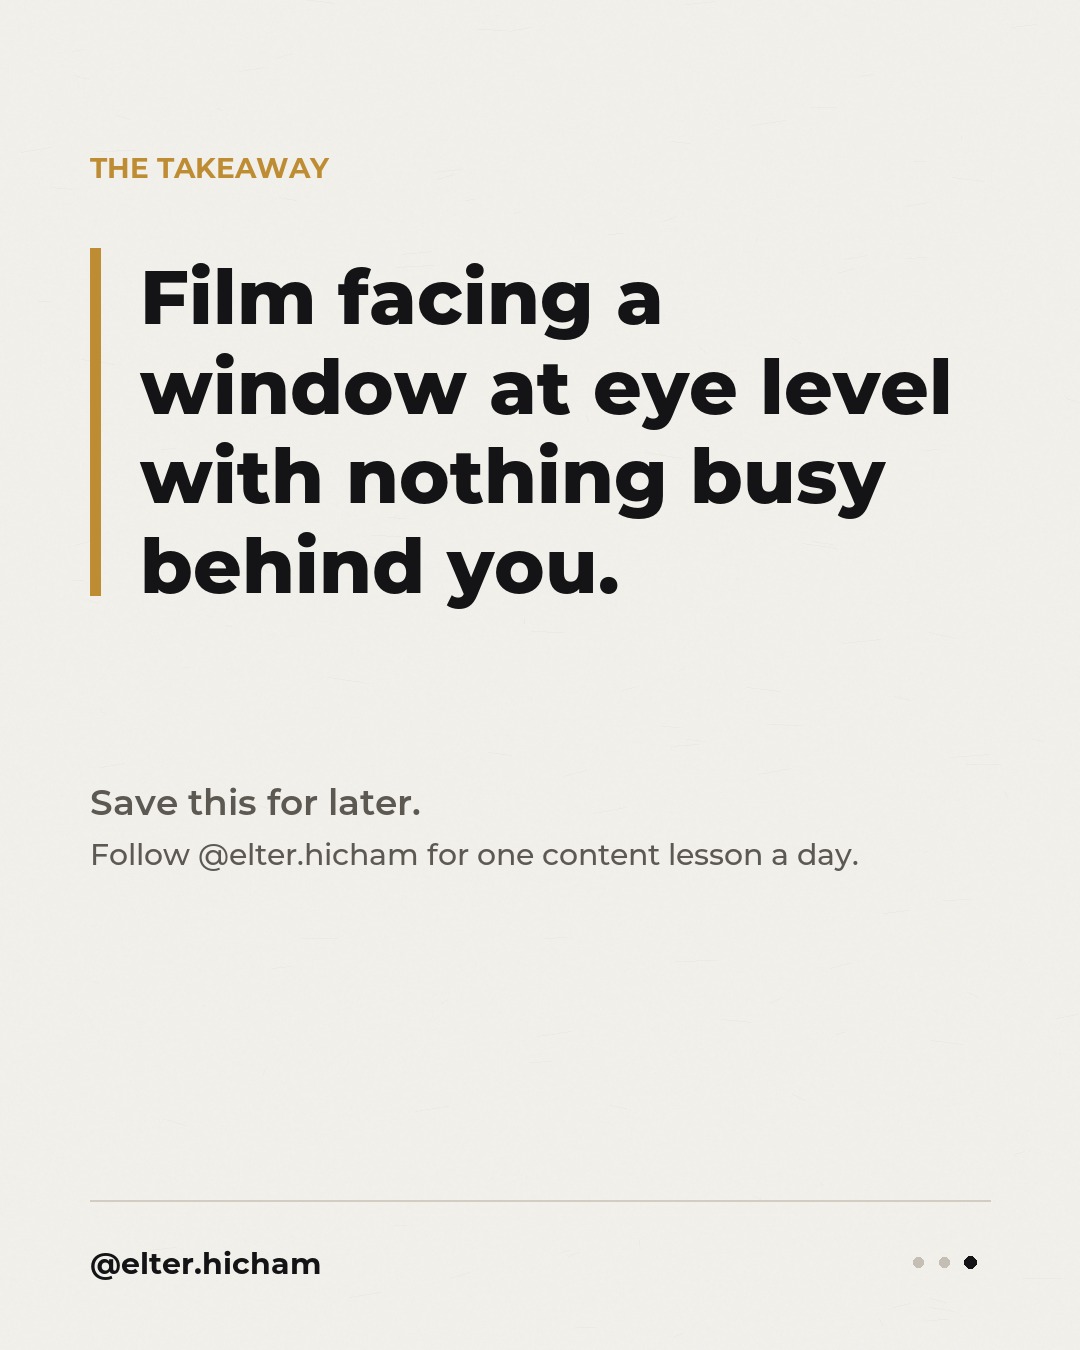 THE TAKEAWAY
Film facing a
window at eye level
with nothing busy
behind you.
Save this for later.
Follow @elter.hicham for one content lesson a day.
@elter.hicham